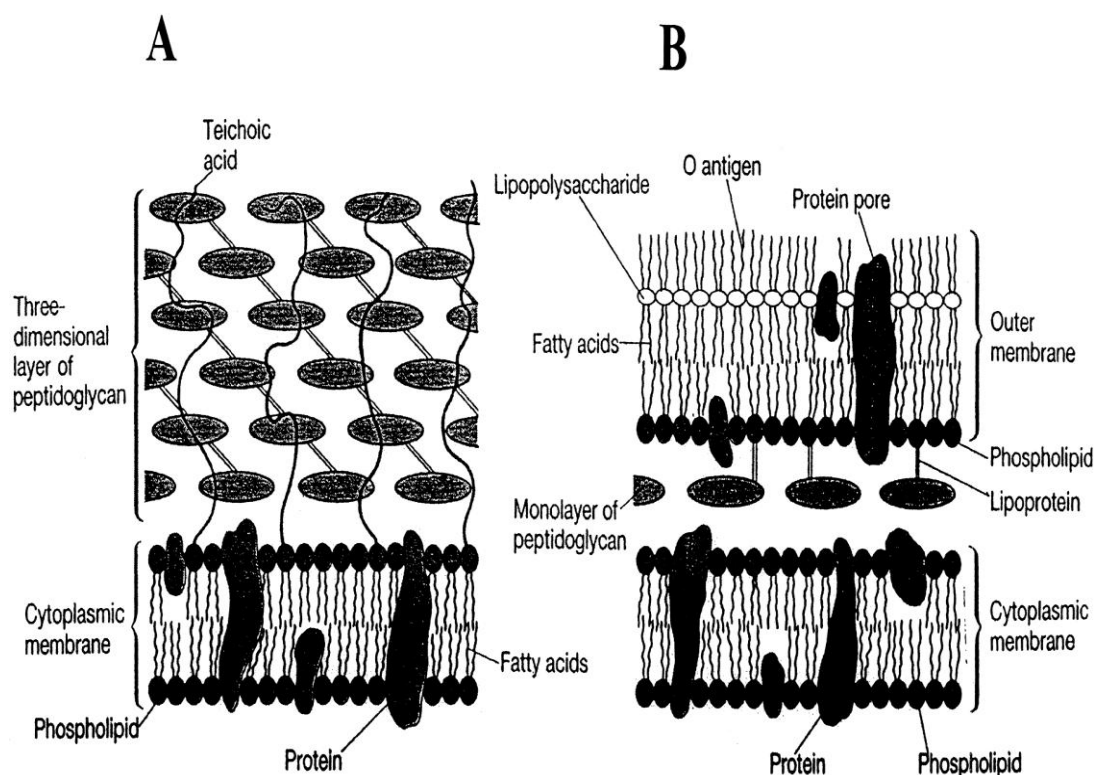 A
Teichoic
acid
Three-
dimensional
layer of
peptidoglycan
Cytoplasmic
membrane
Phospholipid
Protein
Fatty acids
B
O antigen
Lipopolysaccharide
Protein pore
Fatty acids
Outer
membrane
Phospholipid
Lipoprotein
Monolayer of
peptidoglycan
Cytoplasmic
membrane
Protein
Phospholipid